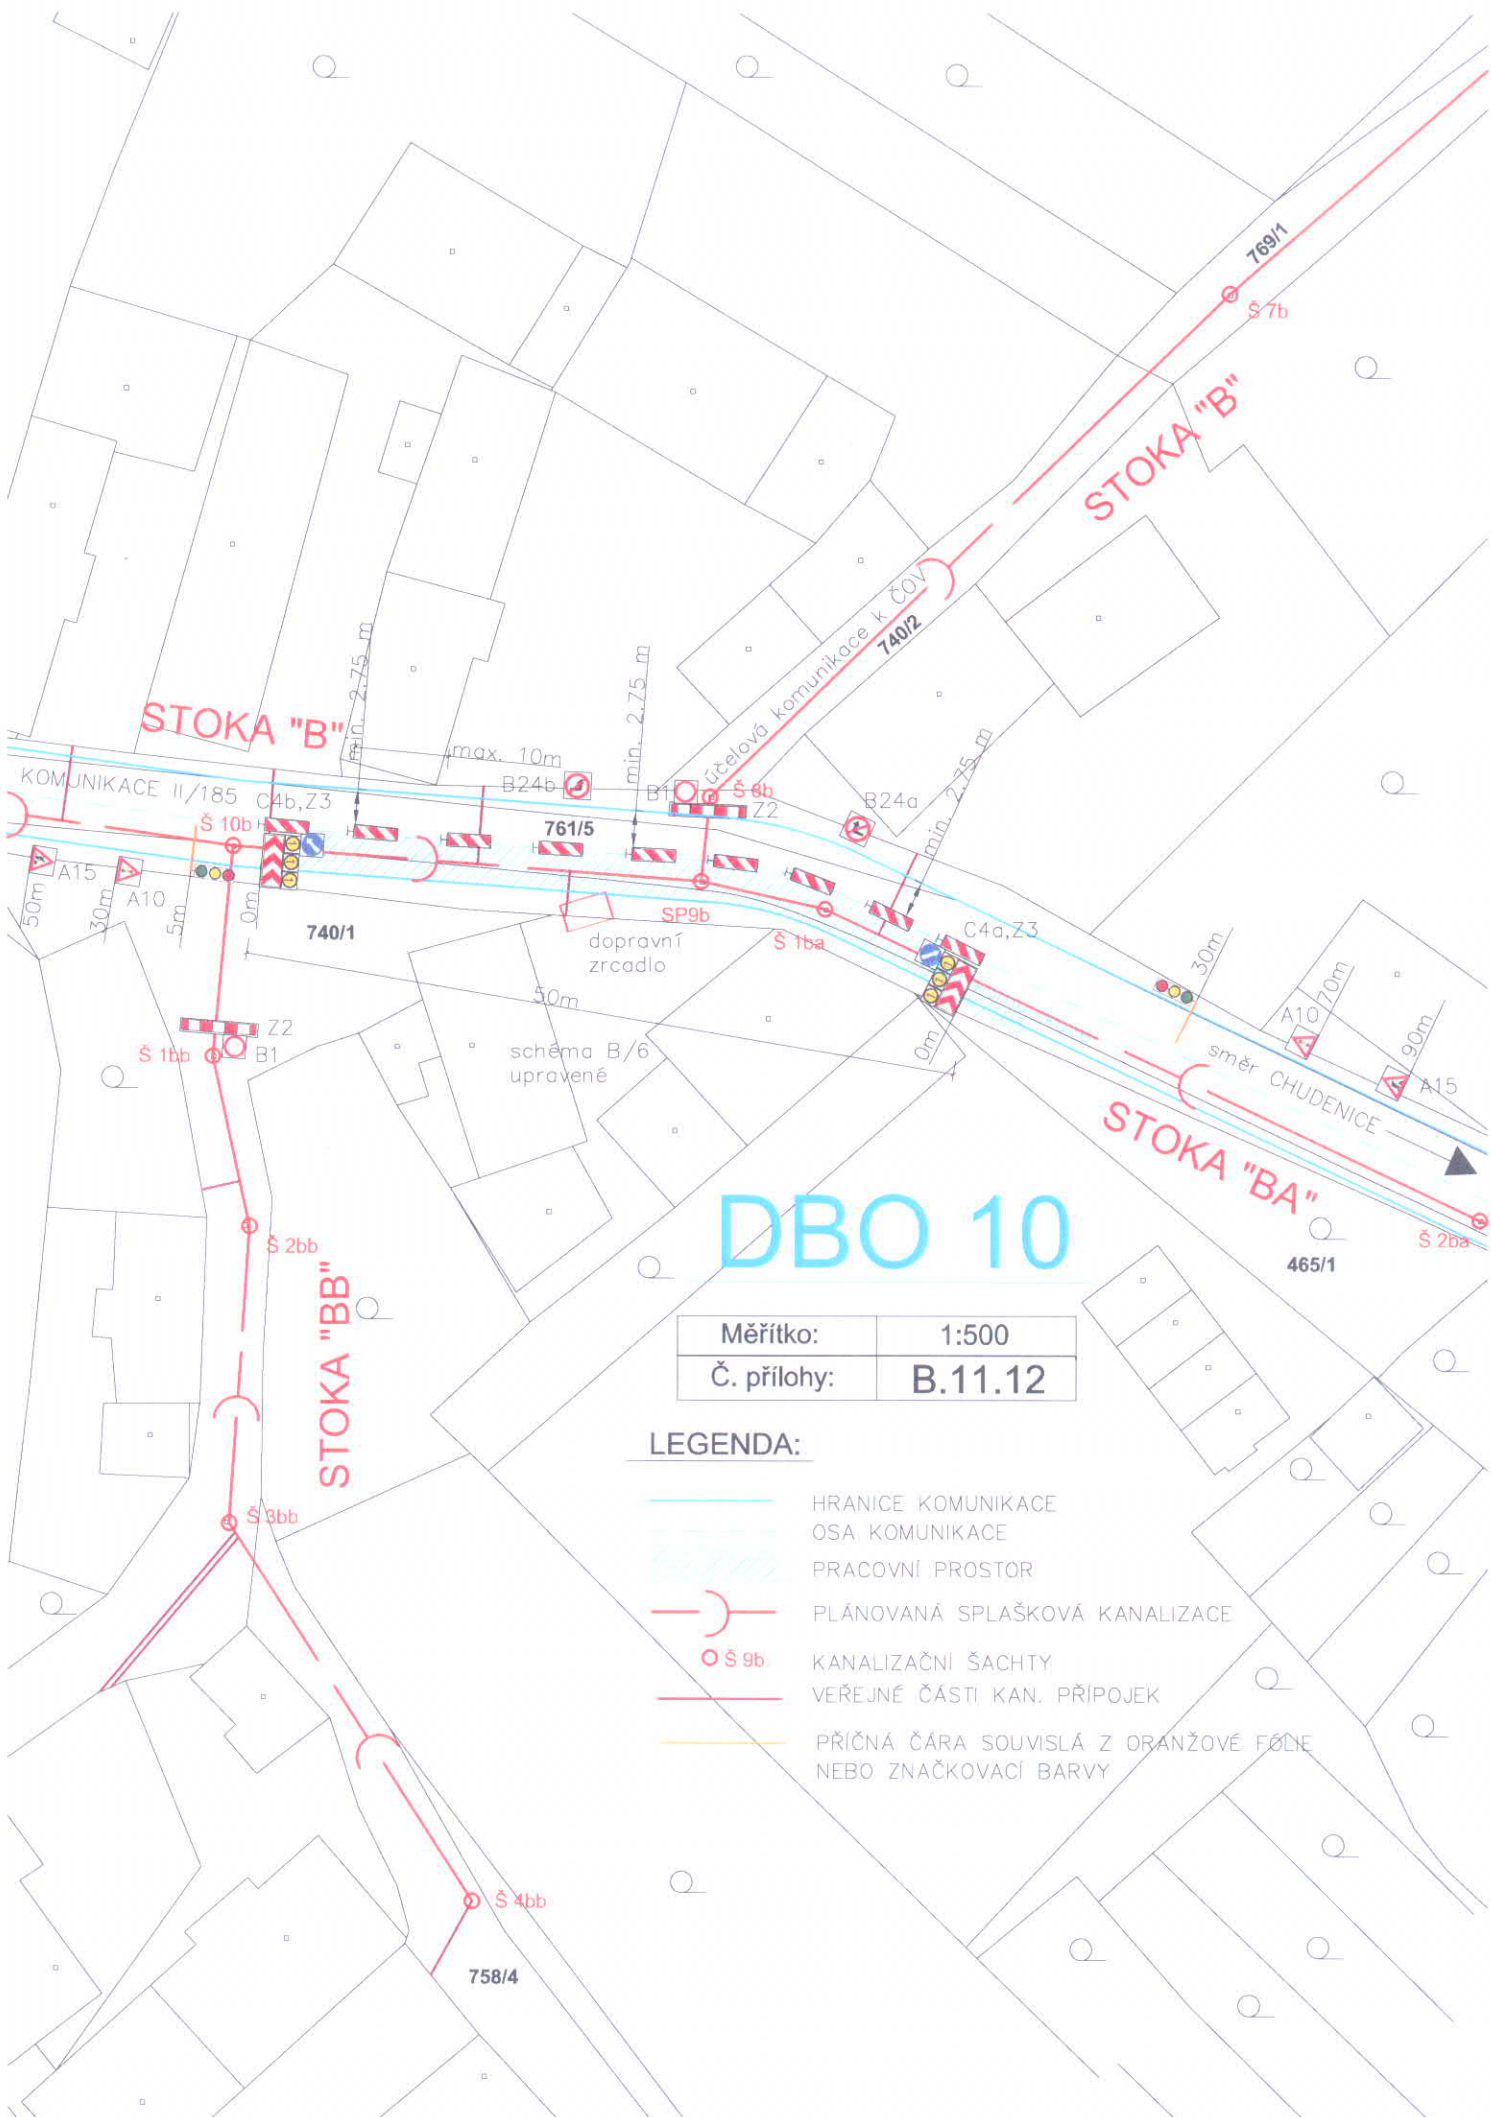 769/1
Š 7b
STOKA "B"
účelová komunikace k ČOV
740/2
min. 2,75 m
min. 2,75 m
min. 2,75 m
STOKA "B"
max. 10m
KOMUNIKACE II/185
C4b,Z3
B24b
B1
Š 8b
Z2
B24a
Š 10b
761/5
A15
A10
50m
30m
5m
0m
740/1
SP9b
Š 1ba
dopravní
zrcadlo
C4a,Z3
50m
0m
30m
A10
70m
90m
A15
směr CHUDENICE
Z2
B1
Š 1bb
schéma B/6
upravené
STOKA "BA"
Š 2ba
465/1
Š 2bb
STOKA "BB"
DBO 10
Měřítko: 1:500
Č. přílohy: B.11.12
LEGENDA:
HRANICE KOMUNIKACE
OSA KOMUNIKACE
PRACOVNÍ PROSTOR
PLÁNOVANÁ SPLAŠKOVÁ KANALIZACE
Š 9b KANALIZAČNÍ ŠACHTY
VEŘEJNÉ ČÁSTI KAN. PŘÍPOJEK
PŘÍČNÁ ČÁRA SOUVISLÁ Z ORANŽOVÉ FÓLIE
NEBO ZNAČKOVACÍ BARVY
Š 3bb
Š 4bb
758/4